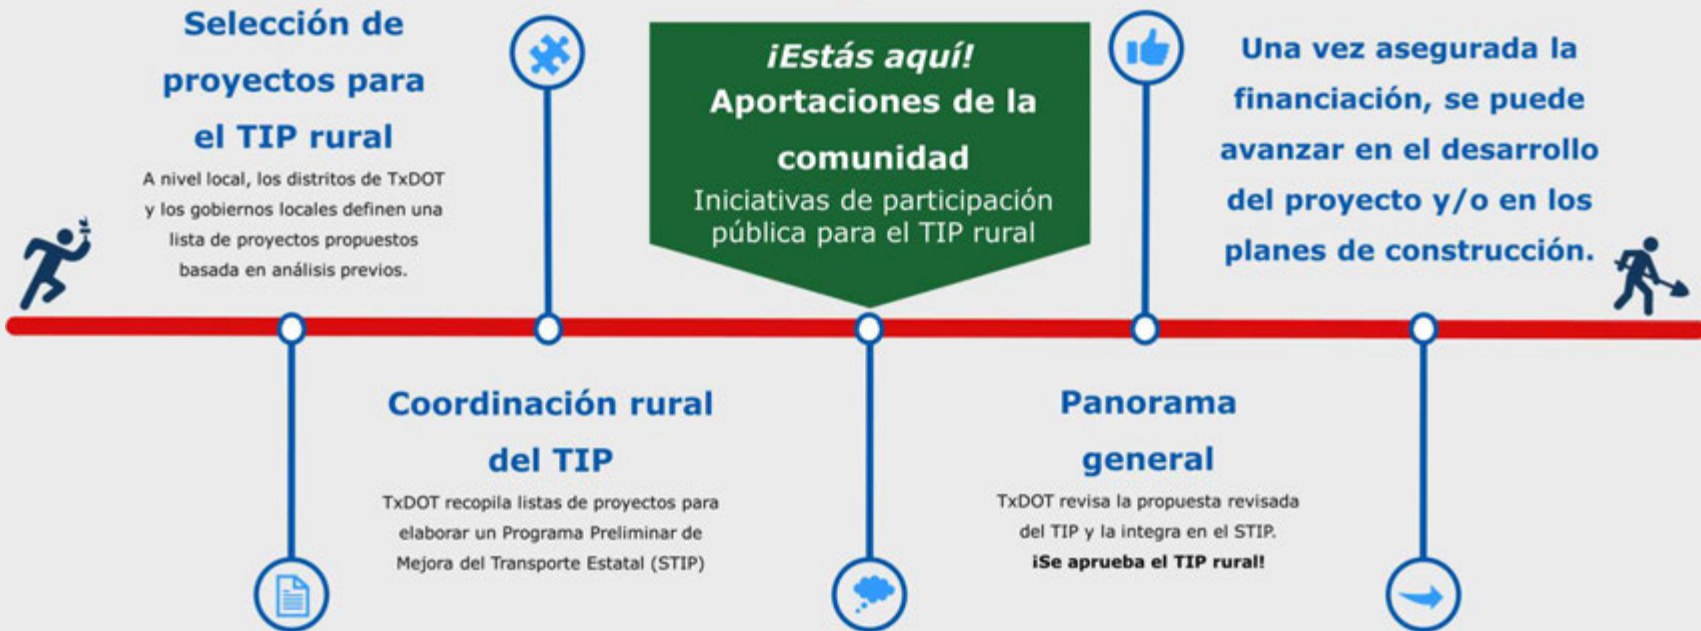 Selección de
proyectos para
el TIP rural
A nivel local, los distritos de TxDOT
y los gobiernos locales definen una
lista de proyectos propuestos
basada en análisis previos.
Coordinación rural
del TIP
TxDOT recopila listas de proyectos para
elaborar un Programa Preliminar de
Mejora del Transporte Estatal (STIP)
¡Estás aquí!
Aportaciones de la
comunidad
Iniciativas de participación
pública para el TIP rural
Panorama
general
TxDOT revisa la propuesta revisada
del TIP y la integra en el STIP.
¡Se aprueba el TIP rural!
Una vez asegurada la
financiación, se puede
avanzar en el desarrollo
del proyecto y/o en los
planes de construcción.